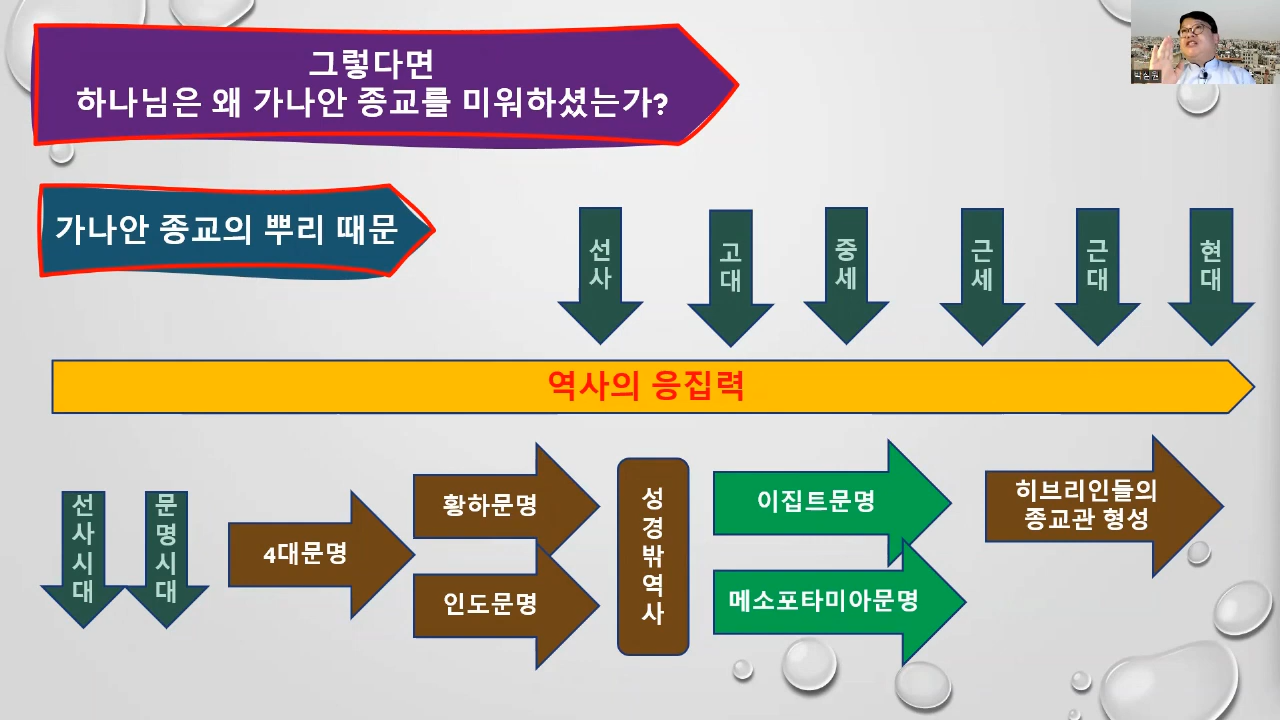 그렇다면
하나님은 왜 가나안 종교를 미워하셨는가?
박순원
가나안 종교의 뿌리 때문
선사
고대
중세
근세
근대
현대
역사의 응집력
선사시대
문명시대
4대문명
황하문명
인도문명
성경밖역사
이집트문명
메소포타미아문명
히브리인들의
종교관 형성